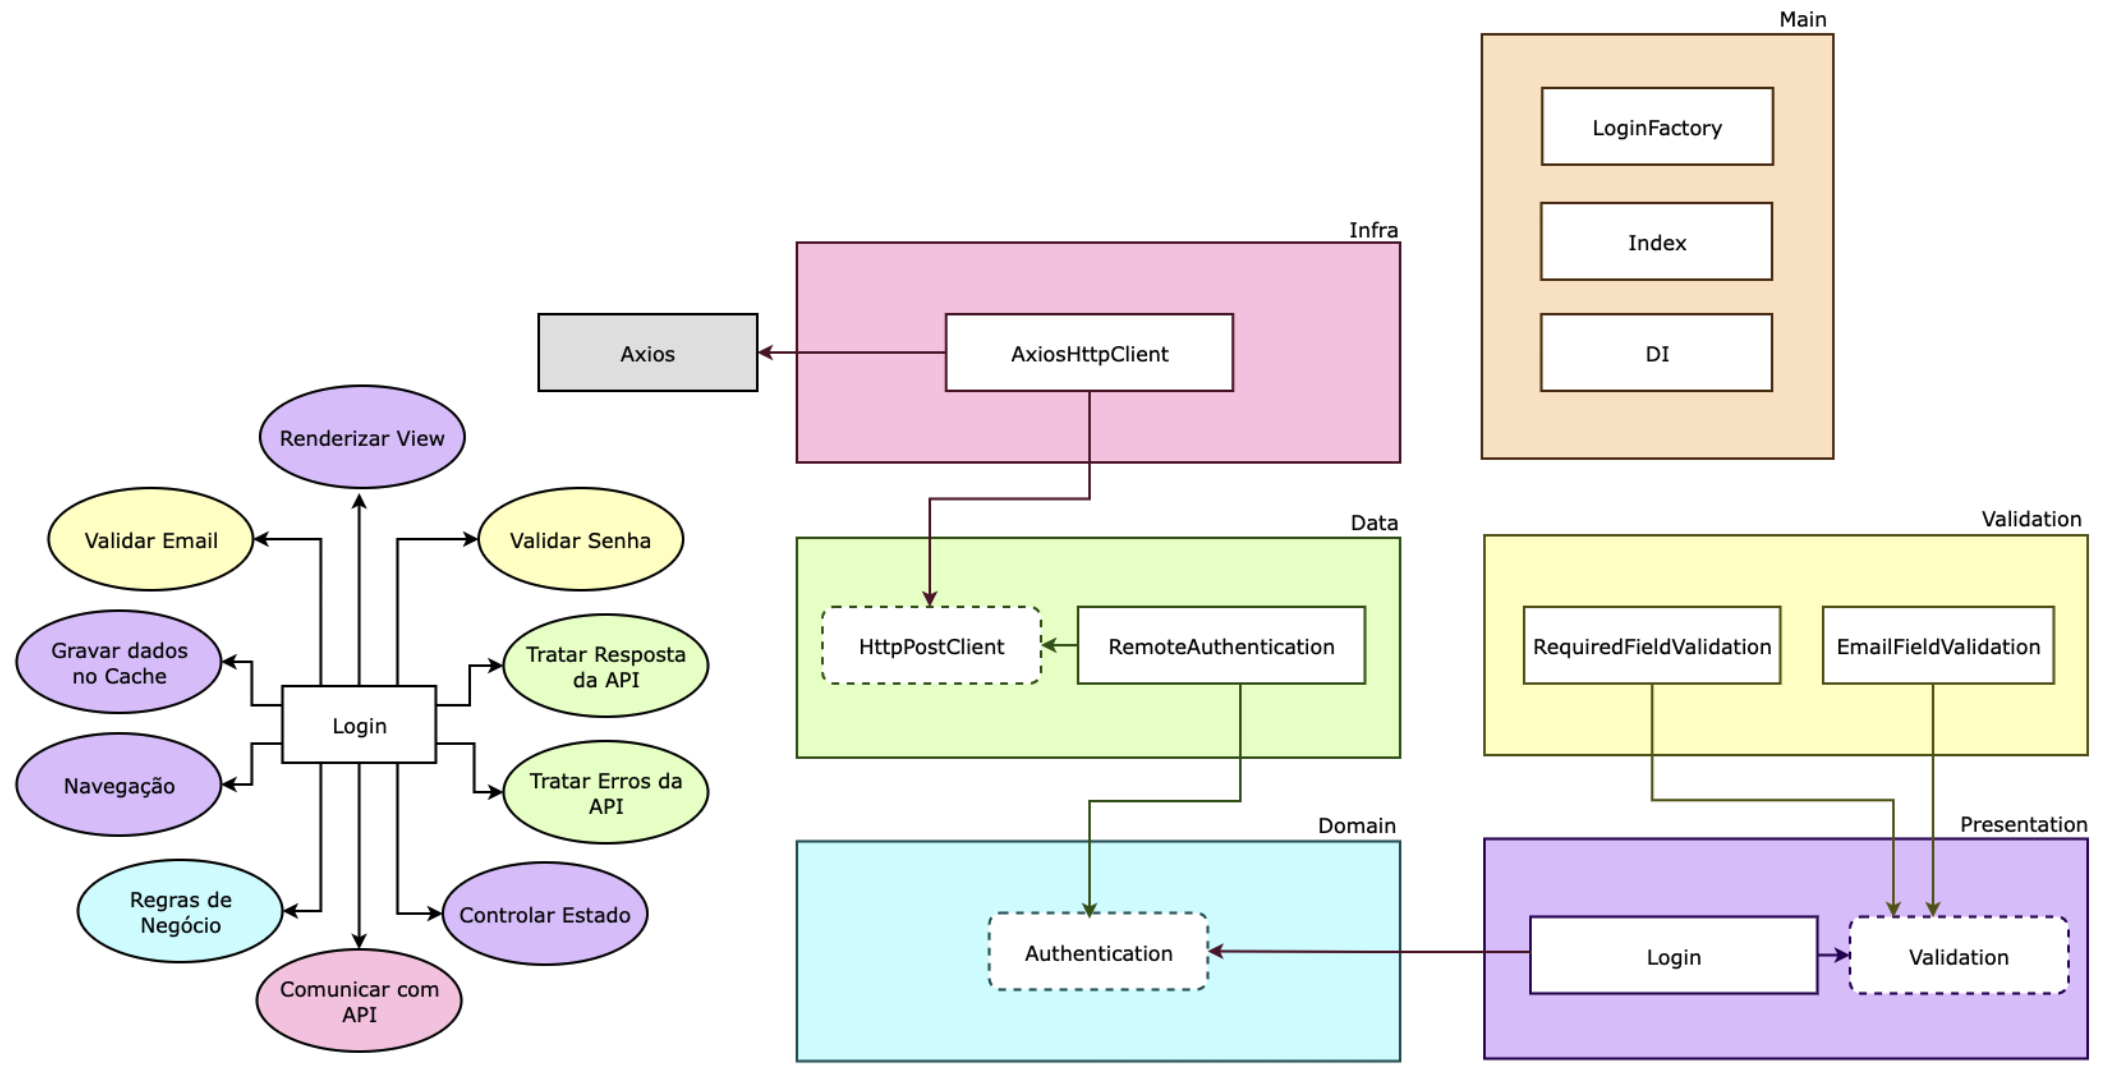 Main
LoginFactory
Index
DI
Infra
Axios
AxiosHttpClient
Renderizar View
Validar Email
Validar Senha
Gravar dados
no Cache
Tratar Resposta
da API
Login
Navegação
Tratar Erros da
API
Regras de
Negócio
Controlar Estado
Comunicar com
API
Data
HttpPostClient
RemoteAuthentication
Validation
RequiredFieldValidation
EmailFieldValidation
Domain
Authentication
Presentation
Login
Validation